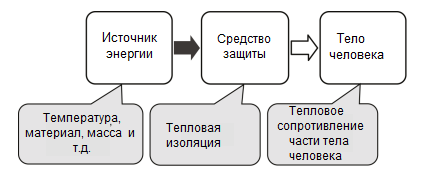 Источник
энергии
Средство
защиты
Тело
человека
Температура,
материал, масса и
т.д.
Тепловая
изоляция
Тепловое
сопротивление
части тела
человека